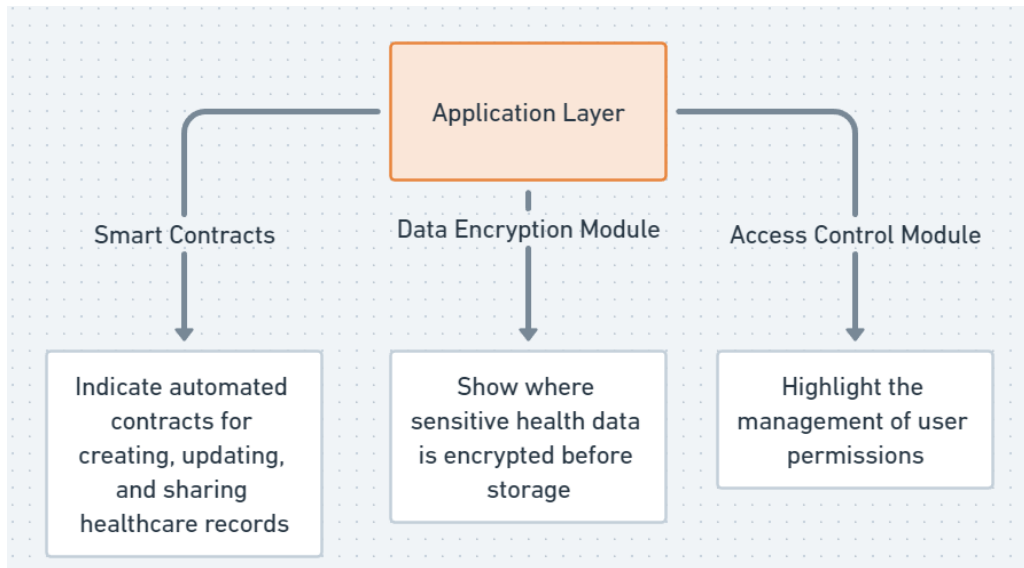 Application Layer
Smart Contracts
Data Encryption Module
Access Control Module
Indicate automated
contracts for
creating, updating,
and sharing
healthcare records
Show where
sensitive health data
is encrypted before
storage
Highlight the
management of user
permissions